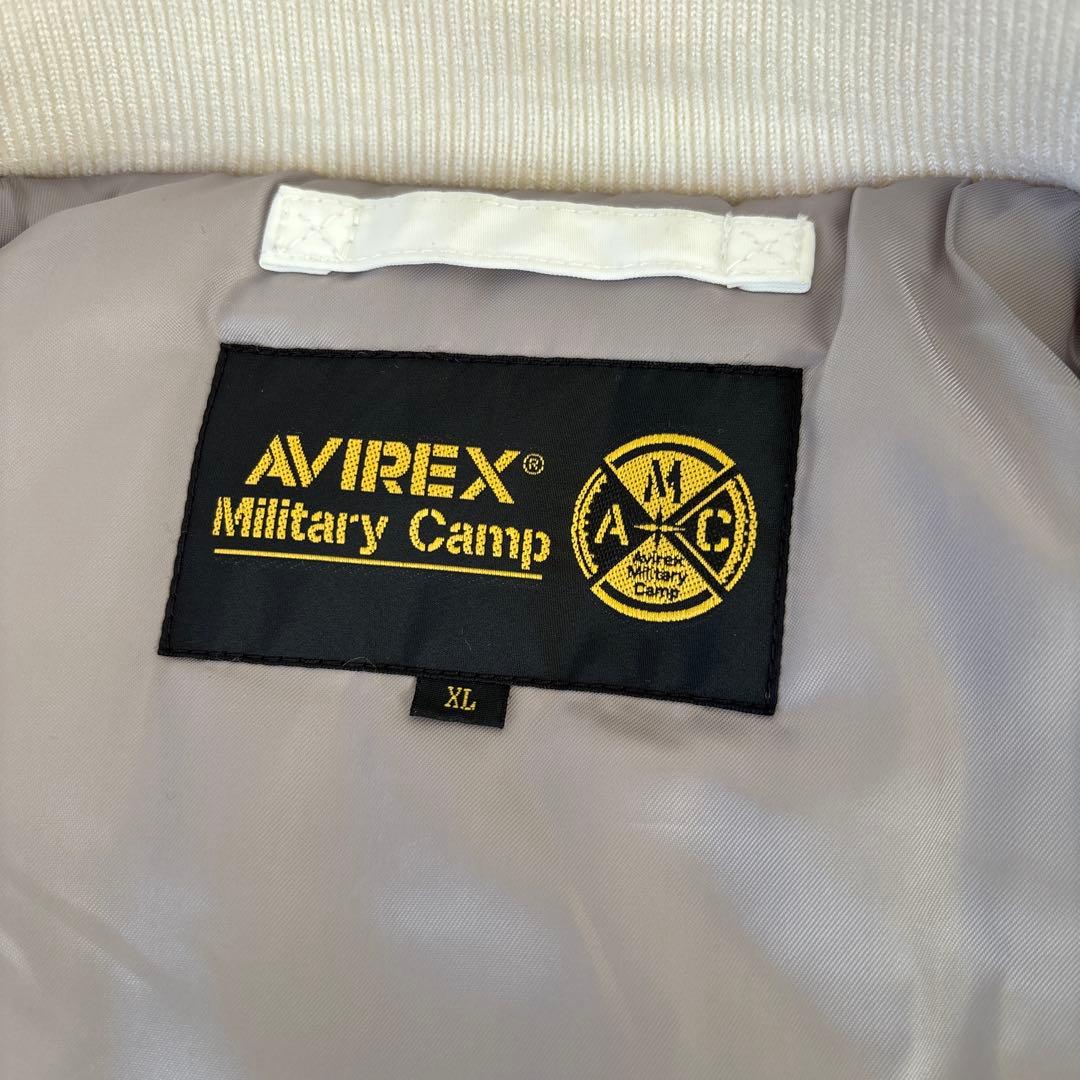 AVIREX®
Military Camp
M
A C
Avirex
Military
Camp
XL